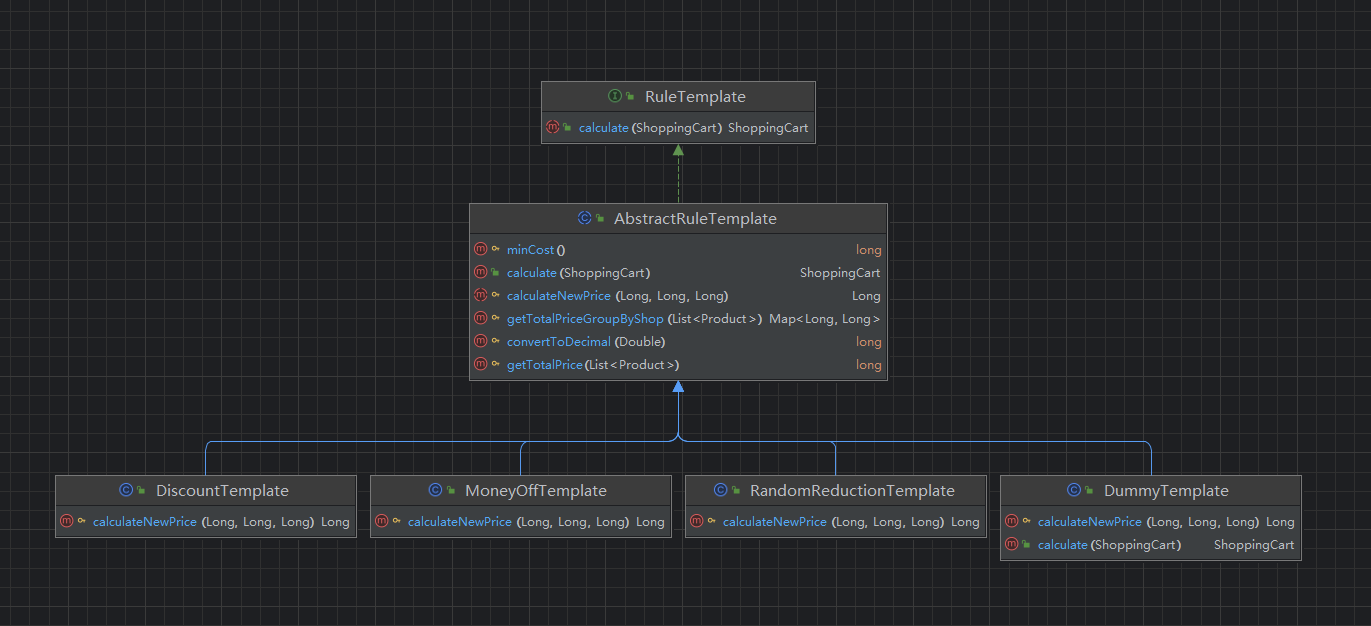 RuleTemplate
calculate(ShoppingCart) ShoppingCart
AbstractRuleTemplate
minCost() long
calculate(ShoppingCart) ShoppingCart
calculateNewPrice (Long, Long, Long) Long
getTotalPriceGroupByShop (List<Product>) Map<Long, Long>
convertToDecimal (Double) long
getTotalPrice(List<Product>) long
DiscountTemplate
calculateNewPrice (Long, Long, Long) Long
MoneyOffTemplate
calculateNewPrice (Long, Long, Long) Long
RandomReductionTemplate
calculateNewPrice (Long, Long, Long) Long
DummyTemplate
calculateNewPrice (Long, Long, Long) Long
calculate(ShoppingCart) ShoppingCart